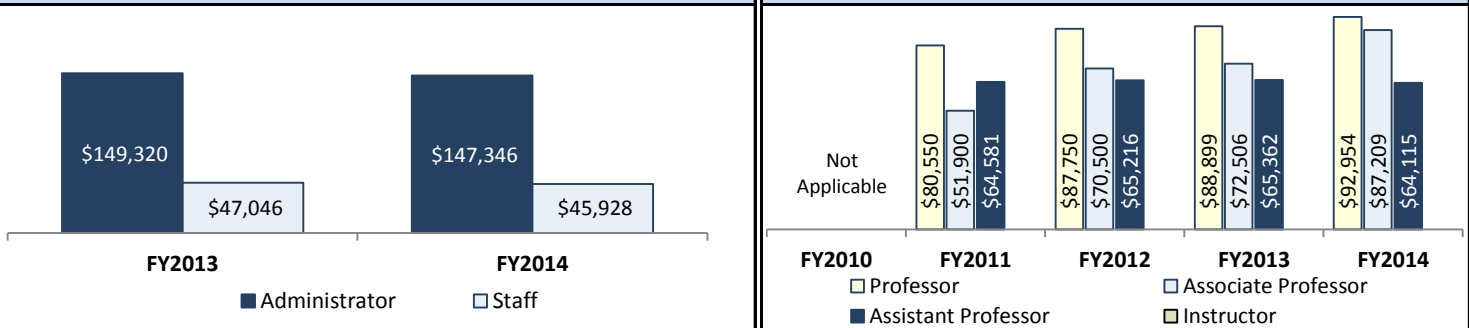 $149,320
$47,046
$147,346
$45,928
FY2013
FY2014
Administrator
Staff
Not
Applicable
$80,550
$51,900
$64,581
$87,750
$70,500
$65,216
$88,899
$72,506
$65,362
$92,954
$87,209
$64,115
FY2010
FY2011
FY2012
FY2013
FY2014
Professor
Associate Professor
Assistant Professor
Instructor